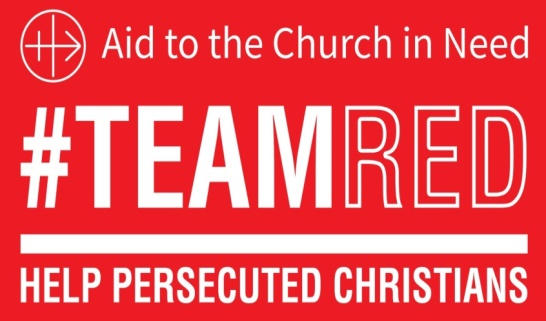 Aid to the Church in Need
#TEAMRED
HELP PERSECUTED CHRISTIANS